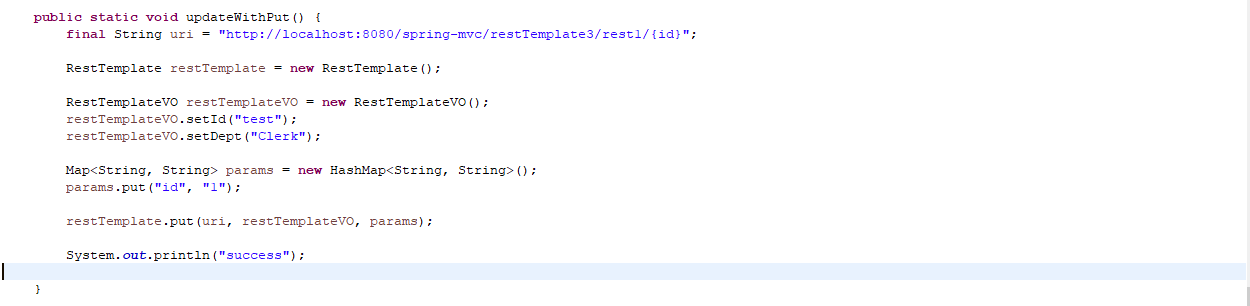 public static void updateWithPut() {
final String uri = "http://localhost:8080/spring-mvc/restTemplate3/rest1/{id}";
RestTemplate restTemplate = new RestTemplate();
RestTemplateVO restTemplateVO = new RestTemplateVO();
restTemplateVO.setId("test");
restTemplateVO.setDept("Clerk");
Map<String, String> params = new HashMap<String, String>();
params.put("id", "1");
restTemplate.put(uri, restTemplateVO, params);
System.out.println("success");
}